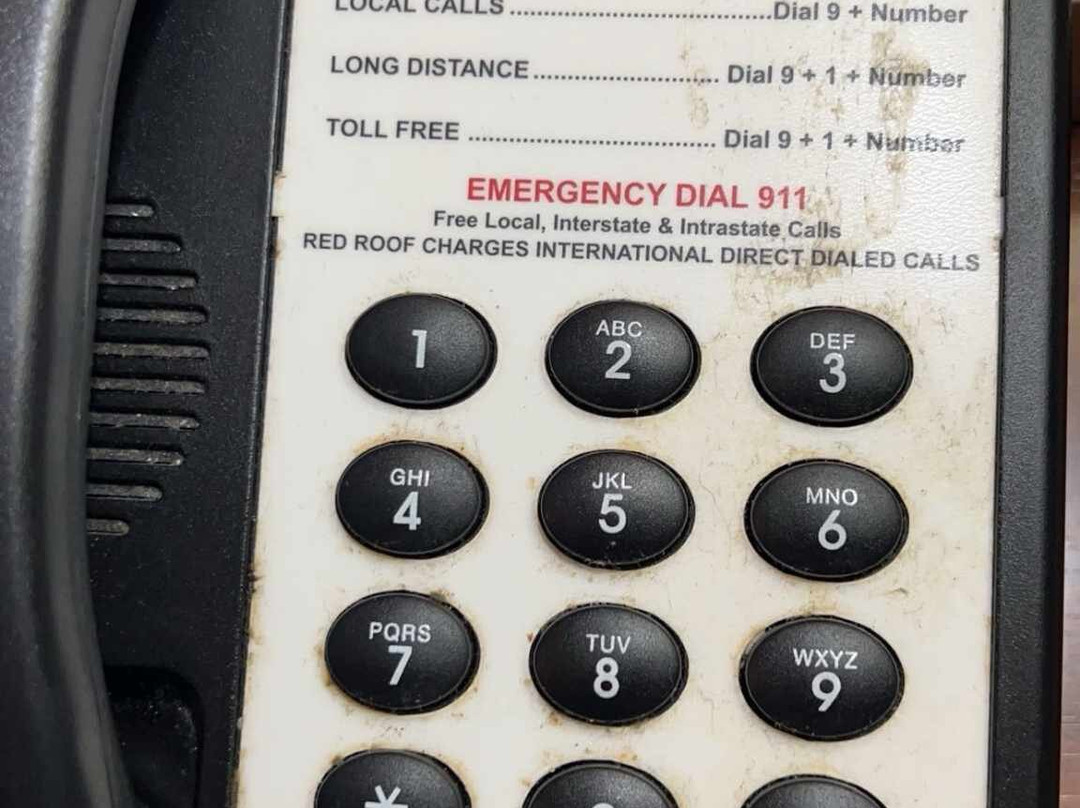 LOCAL CALLS ........................................Dial 9 + Number
LONG DISTANCE............................ Dial 9 + 1 + Number
TOLL FREE ..................................... Dial 9 + 1 + Number
EMERGENCY DIAL 911
Free Local, Interstate & Intrastate Calls
RED ROOF CHARGES INTERNATIONAL DIRECT DIALED CALLS
1
ABC
2
DEF
3
GHI
4
JKL
5
MNO
6
PQRS
7
TUV
8
WXYZ
9
*